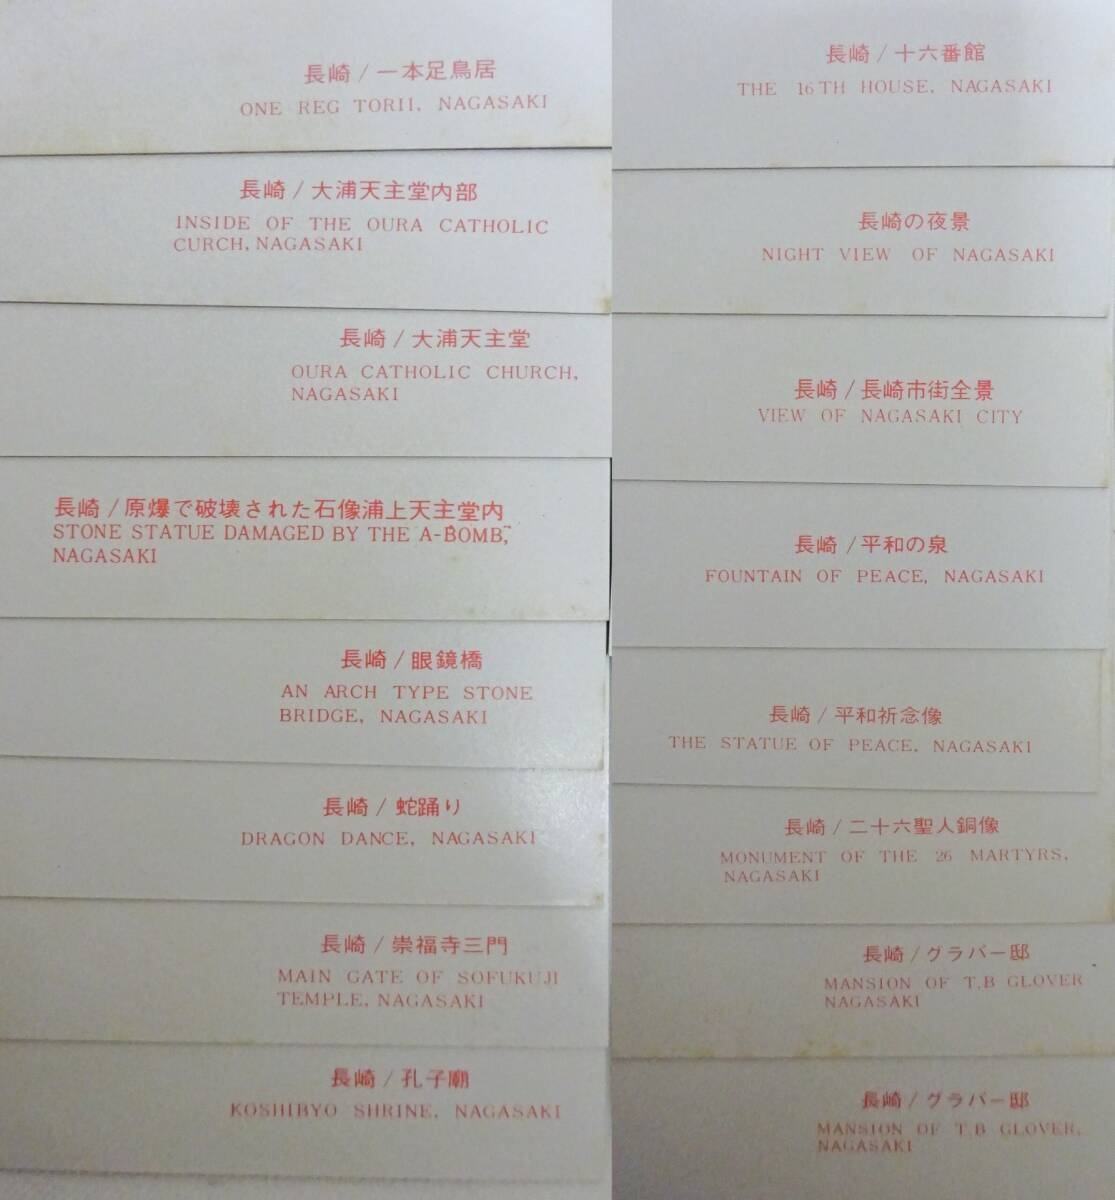 長崎/一本足鳥居
ONE REG TORII, NAGASAKI
長崎/大浦天主堂内部
INSIDE OF THE OURA CATHOLIC
CURCH, NAGASAKI
長崎/大浦天主堂
OURA CATHOLIC CHURCH,
NAGASAKI
長崎/原爆で破壊された石像浦上天主堂内
STONE STATUE DAMAGED BY THE "A-BOMB",
NAGASAKI
長崎/眼鏡橋
AN ARCH TYPE STONE
BRIDGE, NAGASAKI
長崎/蛇踊り
DRAGON DANCE, NAGASAKI
長崎/崇福寺三門
MAIN GATE OF SOFUKUJI
TEMPLE, NAGASAKI
長崎/孔子廟
KOSHIBYO SHRINE, NAGASAKI
長崎/十六番館
THE 16TH HOUSE, NAGASAKI
長崎の夜景
NIGHT VIEW OF NAGASAKI
長崎/長崎市街全景
VIEW OF NAGASAKI CITY
長崎/平和の泉
FOUNTAIN OF PEACE, NAGASAKI
長崎/平和祈念像
THE STATUE OF PEACE, NAGASAKI
長崎/二十六聖人銅像
MONUMENT OF THE 26 MARTYRS,
NAGASAKI
長崎/グラバー邸
MANSION OF T.B GLOVER
NAGASAKI
長崎/グラバー邸
MANSION OF T.B GLOVER,
NAGASAKI